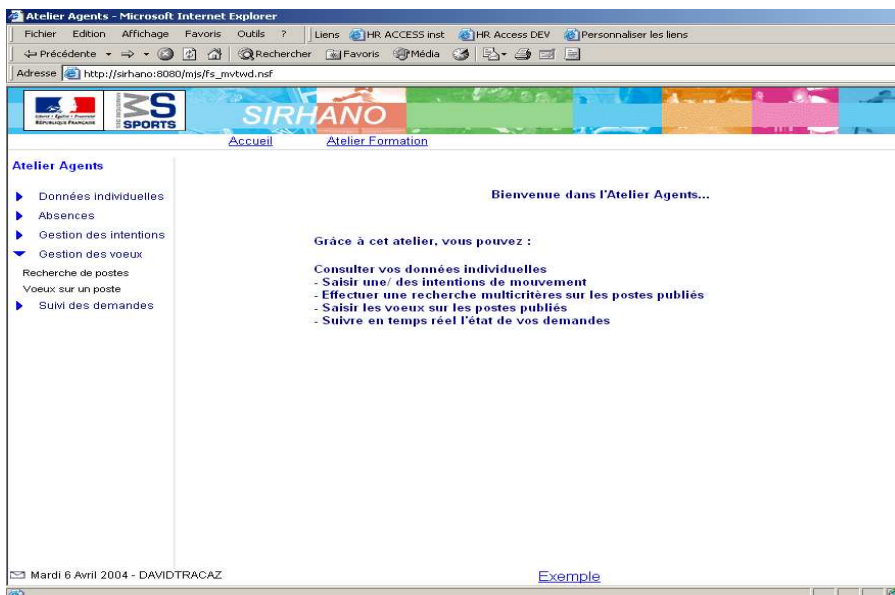 Atelier Agents - Microsoft Internet Explorer
Fichier Edition Affichage Favoris Outils ? Liens HR ACCESS inst HR Access DEV Personnaliser les liens
Précédente Rechercher Favoris Média
Adresse http://sirhano:8080/mjs/fs_mvtwd.nsf
RÉPUBLIQUE FRANÇAISE
SPORTS
SIRHANO
Accueil Atelier Formation
Atelier Agents
Données individuelles
Absences
Gestion des intentions
Gestion des voeux
Recherche de postes
Voeux sur un poste
Suivi des demandes
Bienvenue dans l'Atelier Agents...
Grâce à cet atelier, vous pouvez :
Consulter vos données individuelles
- Saisir une/ des intentions de mouvement
- Effectuer une recherche multicritères sur les postes publiés
- Saisir les voeux sur les postes publiés
- Suivre en temps réel l'état de vos demandes
Mardi 6 Avril 2004 - DAVIDTRACAZ
Exemple